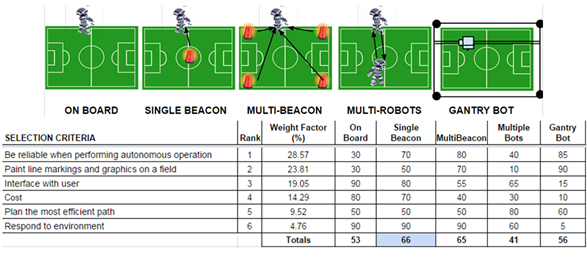 ON BOARD SINGLE BEACON MULTI-BEACON MULTI-ROBOTS GANTRY BOT
SELECTION CRITERIA Rank Weight Factor (%) On Board Single Beacon MultiBeacon Multiple Bots Gantry Bot
Be reliable when performing autonomous operation 1 28.57 30 70 80 40 85
Paint line markings and graphics on a field 2 23.81 30 50 70 10 90
Interface with user 3 19.05 90 80 55 65 15
Cost 4 14.29 80 70 40 30 10
Plan the most efficient path 5 9.52 50 50 50 80 60
Respond to environment 6 4.76 90 90 90 60 5
Totals 53 66 65 41 56